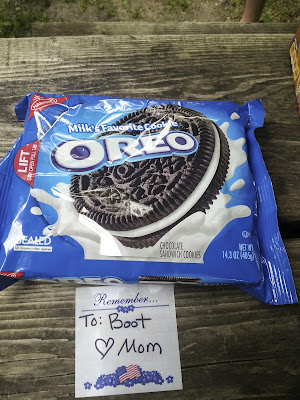 NABISCO
LIFT
Milk's Favorite Cookie
OREO
SEALED
CHOCOLATE
SANDWICH COOKIES
NET WT
14.3 OZ (405g)
OREO
Remember...
To: Boot
♡ Mom